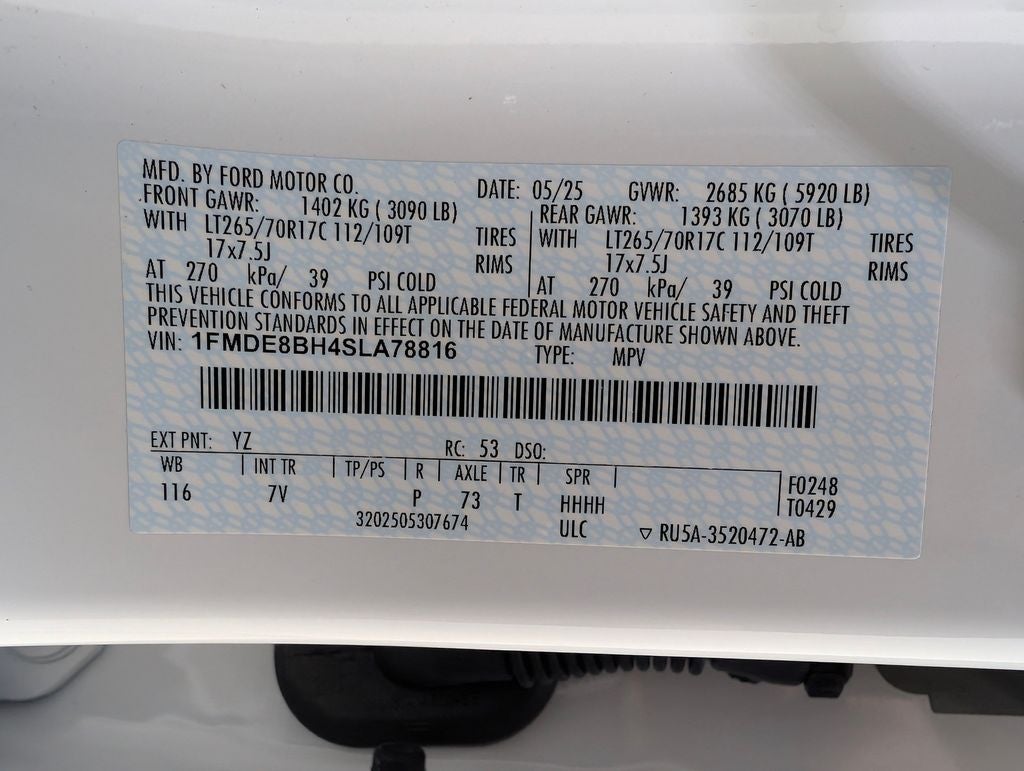 MFD. BY FORD MOTOR CO. DATE: 05/25 GVWR: 2685 KG ( 5920 LB)
FRONT GAWR: 1402 KG ( 3090 LB) REAR GAWR: 1393 KG ( 3070 LB)
WITH LT265/70R17C 112/109T TIRES WITH LT265/70R17C 112/109T TIRES
17x7.5J RIMS 17x7.5J RIMS
AT 270 kPa/ 39 PSI COLD AT 270 kPa/ 39 PSI COLD
THIS VEHICLE CONFORMS TO ALL APPLICABLE FEDERAL MOTOR VEHICLE SAFETY AND THEFT
PREVENTION STANDARDS IN EFFECT ON THE DATE OF MANUFACTURE SHOWN ABOVE.
VIN: 1FMDE8BH4SLA78816 TYPE: MPV
EXT PNT: YZ RC: 53 DSO:
WB INT TR TP/PS R AXLE TR SPR F0248
116 7V P 73 T HHHH T0429
3202505307674 ULC ▽ RU5A-3520472-AB